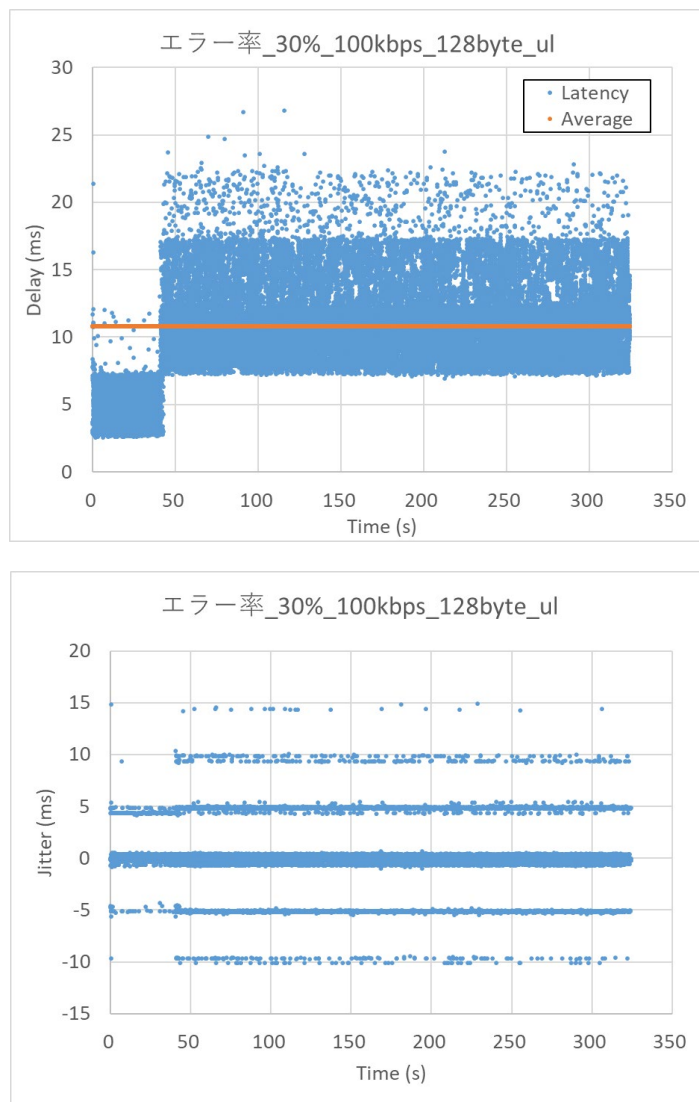 エラー率_30%_100kbps_128byte_ul
30
25
20
15
10
5
0
Delay (ms)
Latency
Average
0 50 100 150 200 250 300 350
Time (s)
エラー率_30%_100kbps_128byte_ul
20
15
10
5
0
-5
-10
-15
Jitter (ms)
0 50 100 150 200 250 300 350
Time (s)